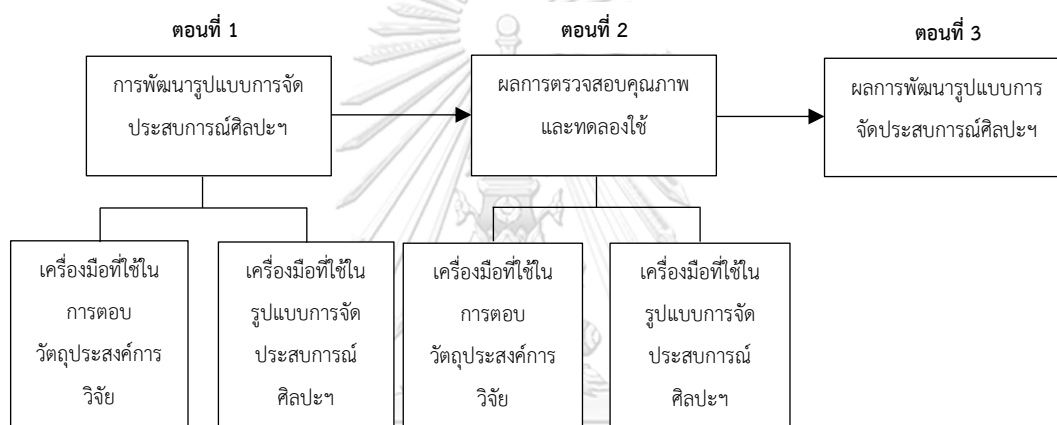 ตอนที่ 1
ตอนที่ 2
ตอนที่ 3
การพัฒนารูปแบบการจัด
ประสบการณ์ศิลปะฯ
ผลการตรวจสอบคุณภาพ
และทดลองใช้
ผลการพัฒนารูปแบบการ
จัดประสบการณ์ศิลปะฯ
เครื่องมือที่ใช้ใน
การตอบ
วัตถุประสงค์การ
วิจัย
เครื่องมือที่ใช้ใน
รูปแบบการจัด
ประสบการณ์
ศิลปะฯ
เครื่องมือที่ใช้ใน
การตอบ
วัตถุประสงค์การ
วิจัย
เครื่องมือที่ใช้ใน
รูปแบบการจัด
ประสบการณ์
ศิลปะฯ